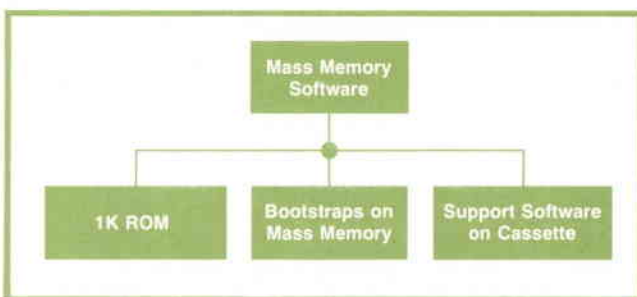 Mass Memory
Software
1K ROM
Bootstraps on
Mass Memory
Support Software
on Cassette